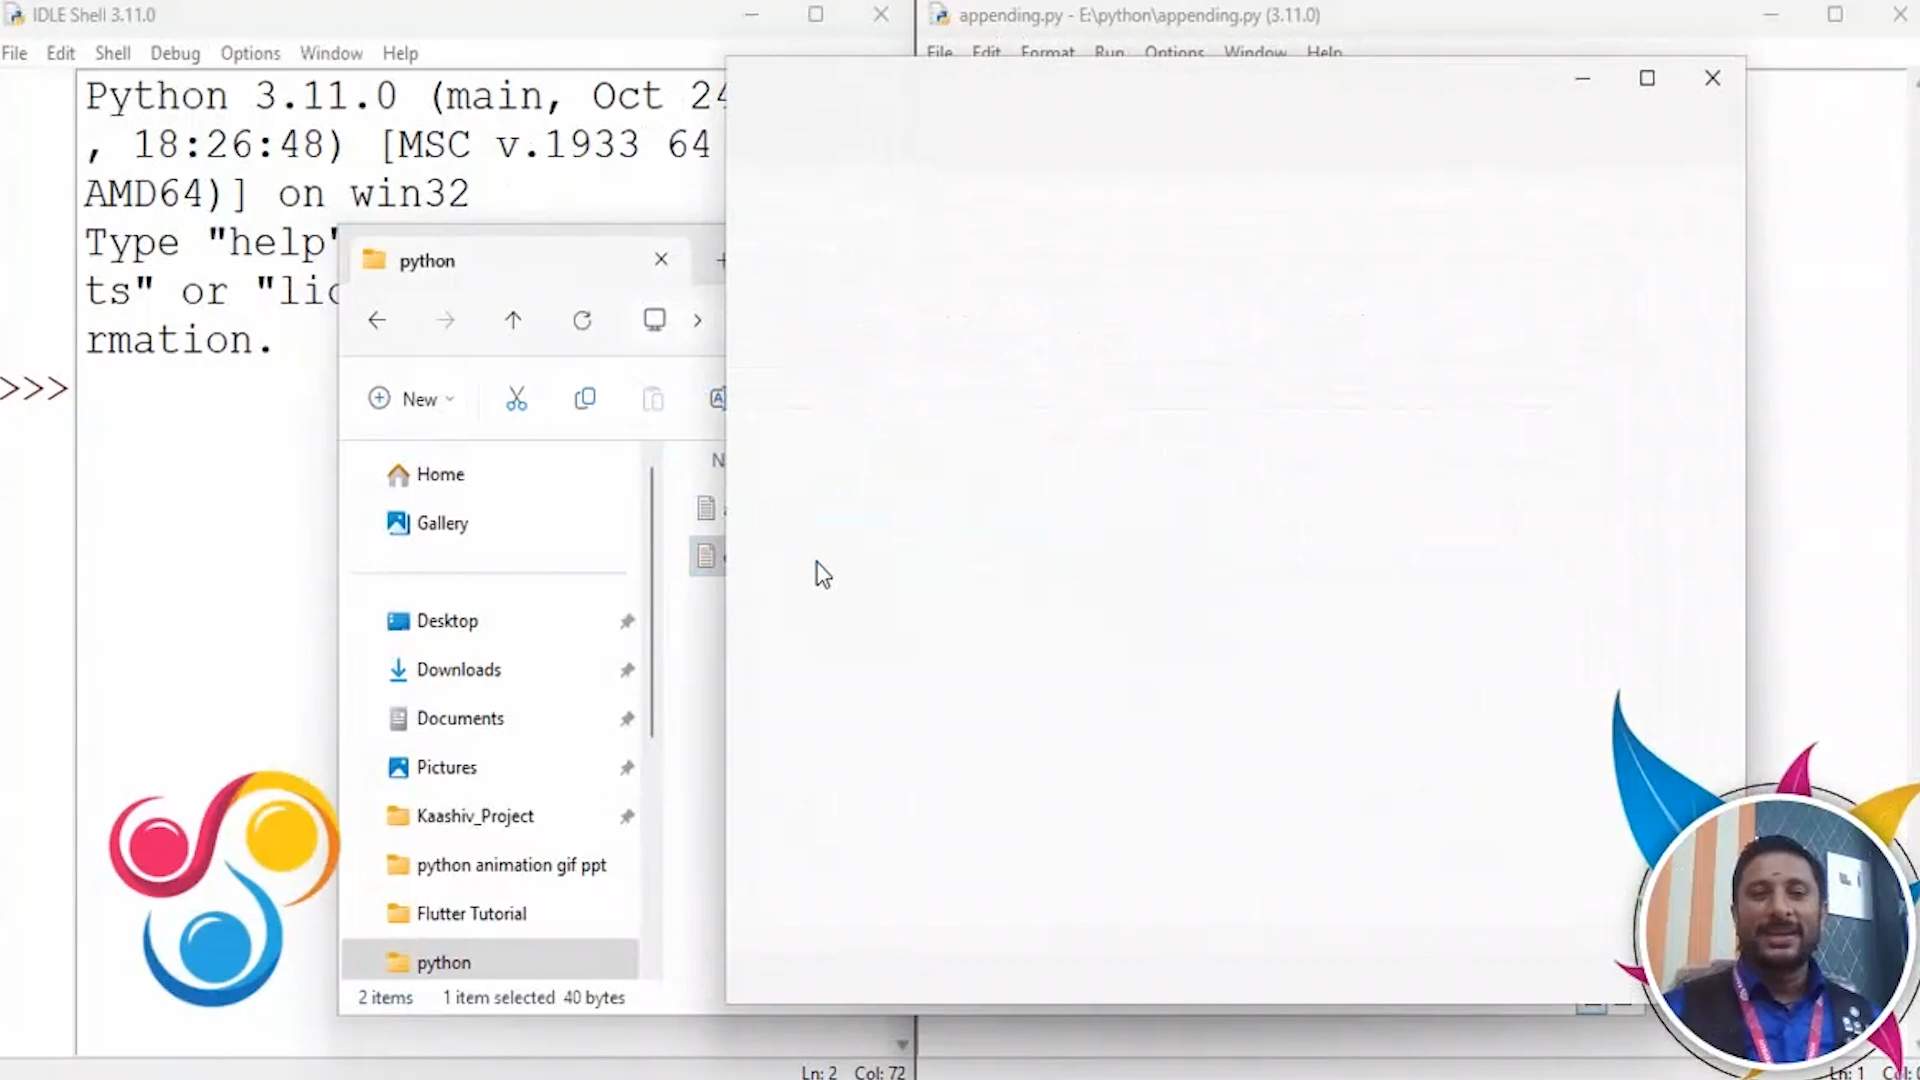 IDLE Shell 3.11.0
File Edit Shell Debug Options Window Help
Python 3.11.0 (main, Oct 24
, 18:26:48) [MSC v.1933 64
AMD64)] on win32
Type "help"
ts" or "lic
rmation.
>>>
appending.py - E:\python\appending.py (3.11.0)
File Edit Format Run Options Window Help
python
New
Home
Gallery
Desktop
Downloads
Documents
Pictures
Kaashiv_Project
python animation gif ppt
Flutter Tutorial
python
2 items 1 item selected 40 bytes
Ln: 2 Col: 72
Ln: 1